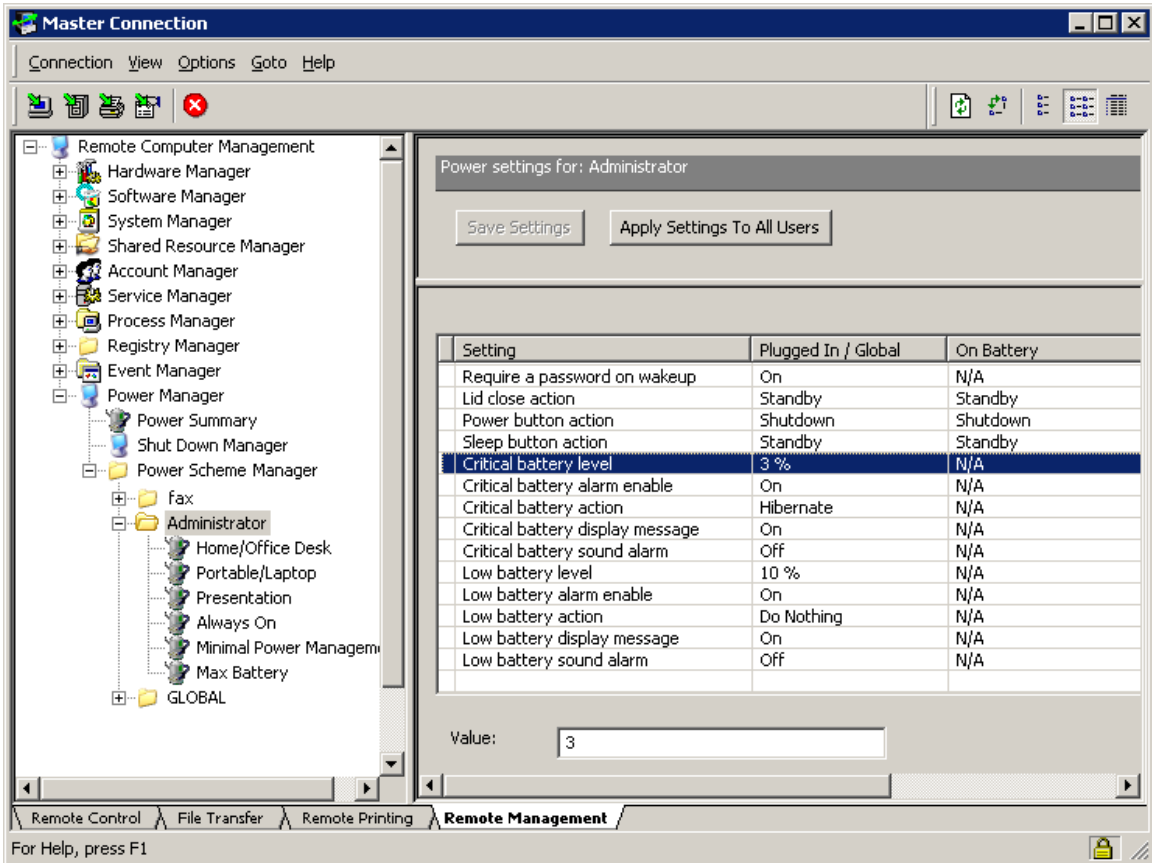 Master Connection
Connection View Options Goto Help
Remote Computer Management
Hardware Manager
Software Manager
System Manager
Shared Resource Manager
Account Manager
Service Manager
Process Manager
Registry Manager
Event Manager
Power Manager
Power Summary
Shut Down Manager
Power Scheme Manager
fax
Administrator
Home/Office Desk
Portable/Laptop
Presentation
Always On
Minimal Power Managem
Max Battery
GLOBAL
Power settings for: Administrator
Save Settings Apply Settings To All Users
Setting Plugged In / Global On Battery
Require a password on wakeup On N/A
Lid close action Standby Standby
Power button action Shutdown Shutdown
Sleep button action Standby Standby
Critical battery level 3 % N/A
Critical battery alarm enable On N/A
Critical battery action Hibernate N/A
Critical battery display message On N/A
Critical battery sound alarm Off N/A
Low battery level 10 % N/A
Low battery alarm enable On N/A
Low battery action Do Nothing N/A
Low battery display message On N/A
Low battery sound alarm Off N/A
Value: 3
Remote Control File Transfer Remote Printing Remote Management
For Help, press F1